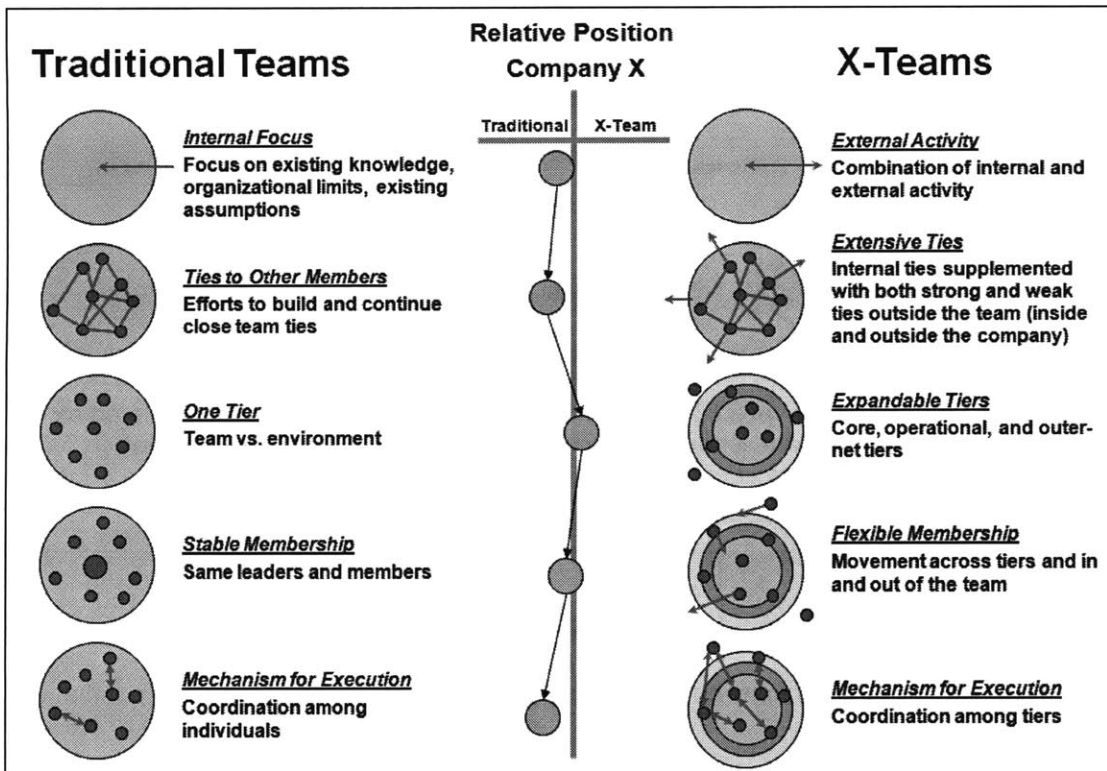 Traditional Teams
Internal Focus
Focus on existing knowledge,
organizational limits, existing
assumptions
Ties to Other Members
Efforts to build and continue
close team ties
One Tier
Team vs. environment
Stable Membership
Same leaders and members
Mechanism for Execution
Coordination among
individuals
Relative Position
Company X
Traditional
X-Team
X-Teams
External Activity
Combination of internal and
external activity
Extensive Ties
Internal ties supplemented
with both strong and weak
ties outside the team (inside
and outside the company)
Expandable Tiers
Core, operational, and outer-
net tiers
Flexible Membership
Movement across tiers and in
and out of the team
Mechanism for Execution
Coordination among tiers